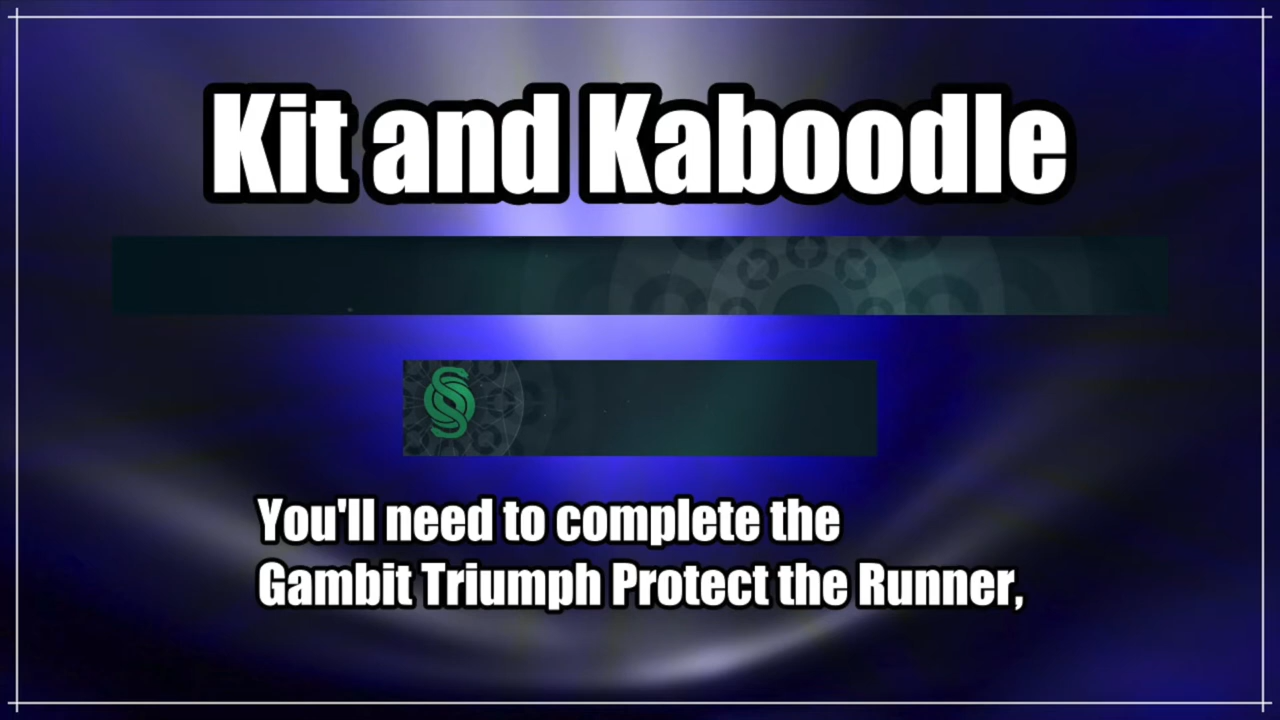 Kit and Kaboodle
You'll need to complete the
Gambit Triumph Protect the Runner,